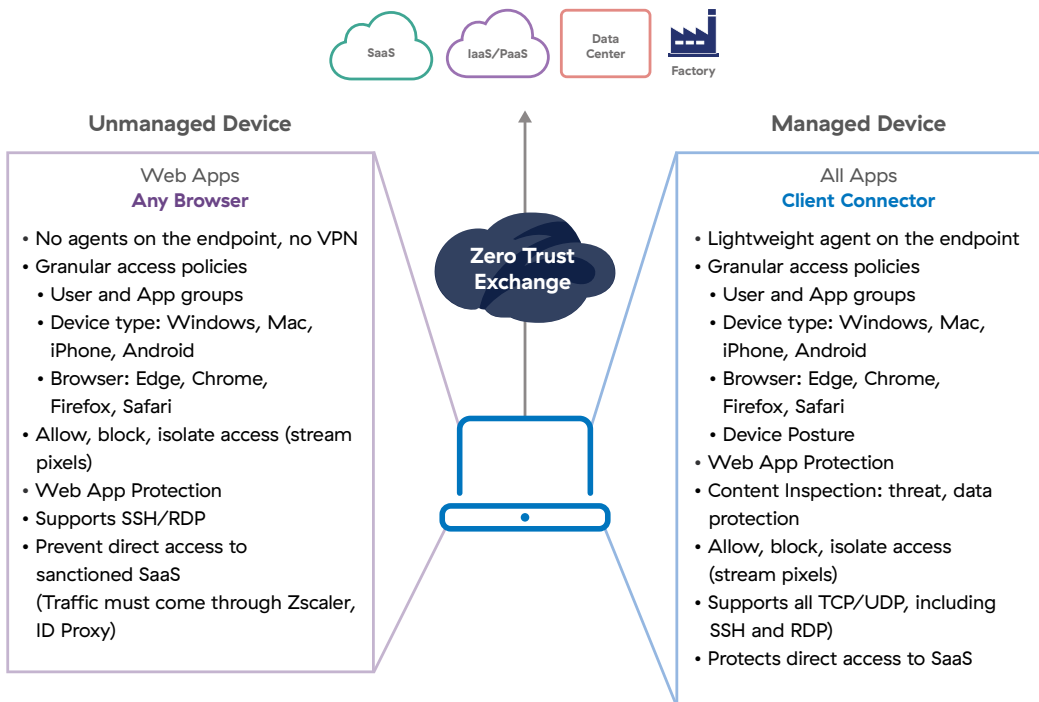 SaaS
IaaS/PaaS
Data
Center
Factory
Unmanaged Device
Web Apps
Any Browser
• No agents on the endpoint, no VPN
• Granular access policies
• User and App groups
• Device type: Windows, Mac,
iPhone, Android
• Browser: Edge, Chrome,
Firefox, Safari
• Allow, block, isolate access (stream
pixels)
• Web App Protection
• Supports SSH/RDP
• Prevent direct access to
sanctioned SaaS
(Traffic must come through Zscaler,
ID Proxy)
Zero Trust
Exchange
Managed Device
All Apps
Client Connector
• Lightweight agent on the endpoint
• Granular access policies
• User and App groups
• Device type: Windows, Mac,
iPhone, Android
• Browser: Edge, Chrome,
Firefox, Safari
• Device Posture
• Web App Protection
• Content Inspection: threat, data
protection
• Allow, block, isolate access
(stream pixels)
• Supports all TCP/UDP, including
SSH and RDP)
• Protects direct access to SaaS